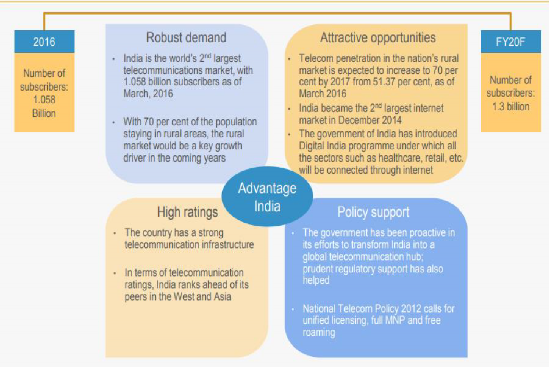 2016
Number of
subscribers:
1.058
Billion
Robust demand
India is the world's 2nd largest
telecommunications market, with
1.058 billion subscribers as of
March, 2016
With 70 per cent of the population
staying in rural areas, the rural
market would be a key growth
driver in the coming years
Attractive opportunities
Telecom penetration in the nation's rural
market is expected to increase to 70 per
cent by 2017 from 51.37 per cent, as of
March 2016
India became the 2nd largest internet
market in December 2014
The government of India has introduced
Digital India programme under which all
the sectors such as healthcare, retail, etc.
will be connected through internet
FY20F
Number of
subscribers:
1.3 billion
Advantage
India
High ratings
The country has a strong
telecommunication infrastructure
In terms of telecommunication
ratings, India ranks ahead of its
peers in the West and Asia
Policy support
The government has been proactive in
its efforts to transform India into a
global telecommunication hub;
prudent regulatory support has also
helped
National Telecom Policy 2012 calls for
unified licensing, full MNP and free
roaming